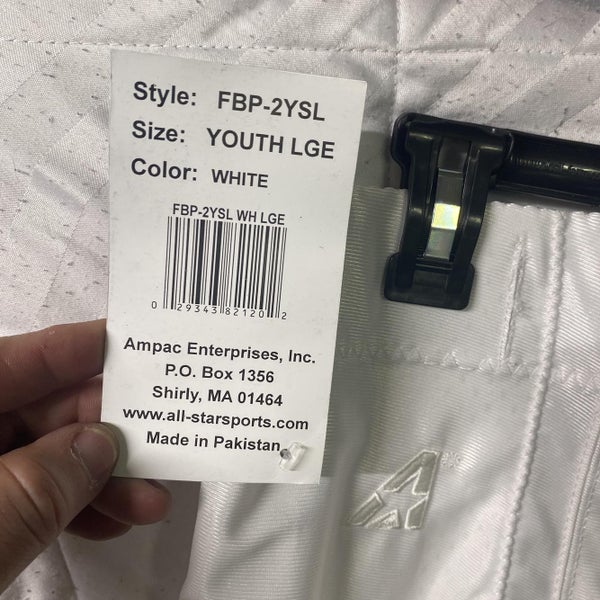 Style: FBP-2YSL
Size: YOUTH LGE
Color: WHITE
FBP-2YSL WH LGE
0 29343 82120 2
Ampac Enterprises, Inc.
P.O. Box 1356
Shirly, MA 01464
www.all-starsports.com
Made in Pakistan.